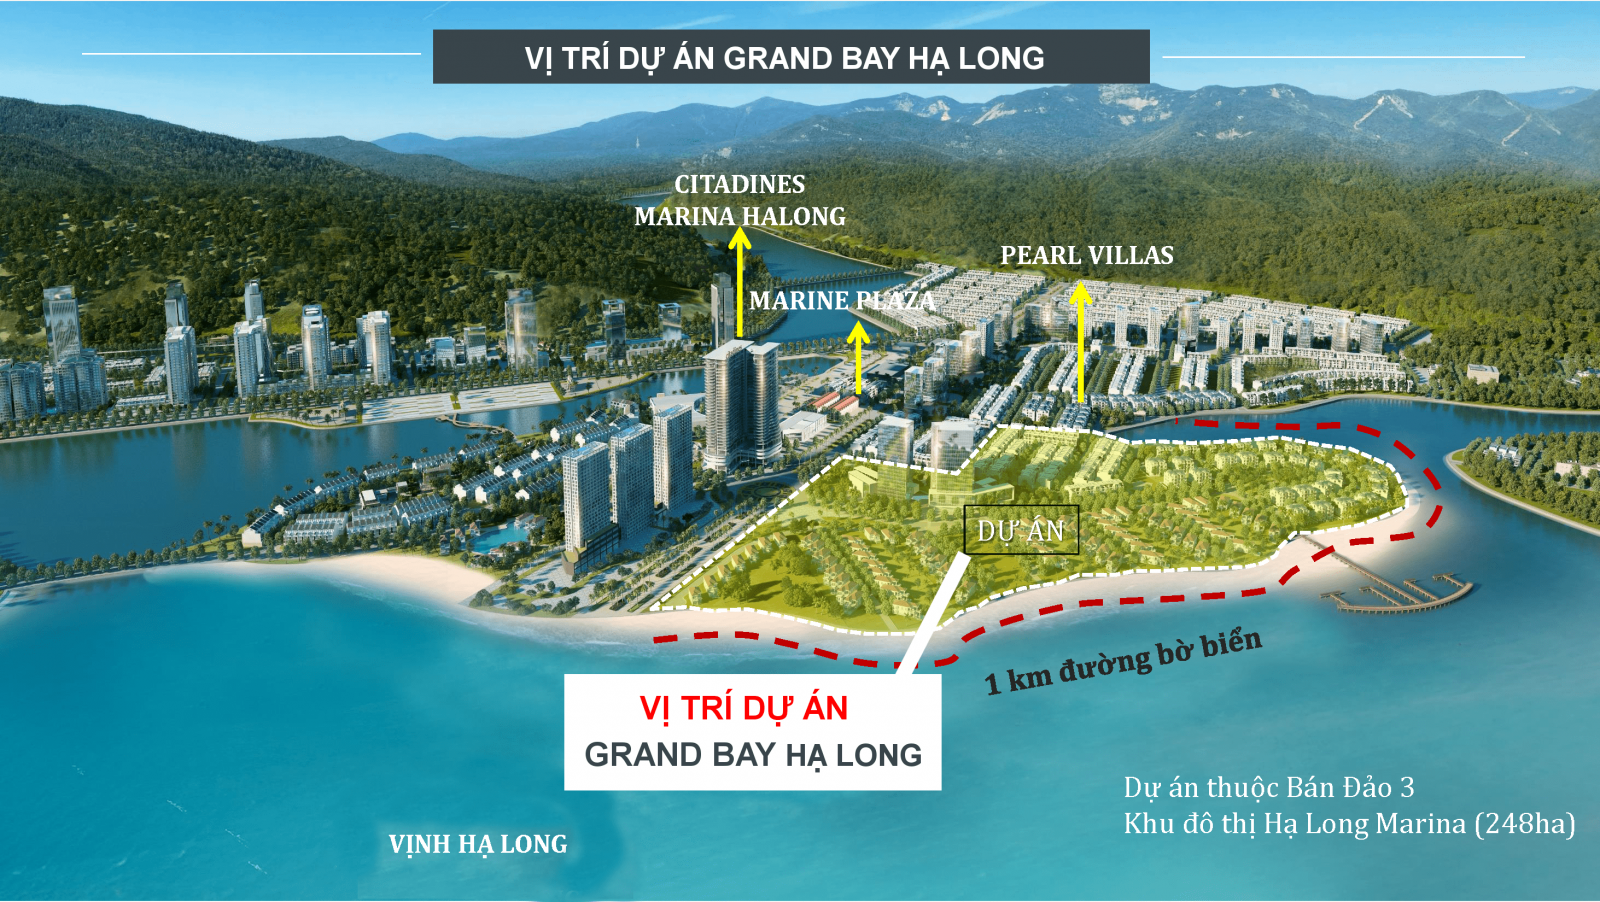 VỊ TRÍ DỰ ÁN GRAND BAY HẠ LONG
CITADINES
MARINA HALONG
PEARL VILLAS
MARINE PLAZA
DỰ ÁN
1 km đường bờ biển
VỊ TRÍ DỰ ÁN
GRAND BAY HẠ LONG
Dự án thuộc Bán Đảo 3
Khu đô thị Hạ Long Marina (248ha)
VỊNH HẠ LONG